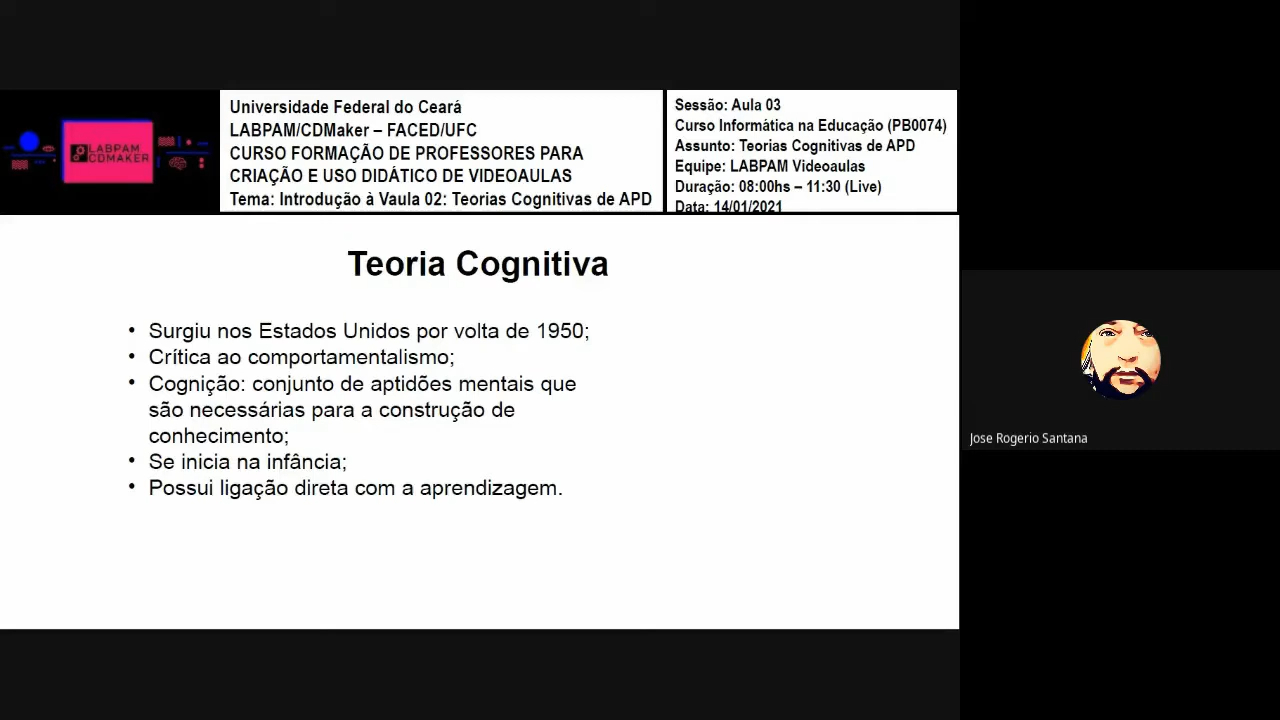 LABPAM
CDMAKER
Universidade Federal do Ceará
LABPAM/CDMaker – FACED/UFC
CURSO FORMAÇÃO DE PROFESSORES PARA
CRIAÇÃO E USO DIDÁTICO DE VIDEOAULAS
Tema: Introdução à Vaula 02: Teorias Cognitivas de APD
Sessão: Aula 03
Curso Informática na Educação (PB0074)
Assunto: Teorias Cognitivas de APD
Equipe: LABPAM Videoaulas
Duração: 08:00hs – 11:30 (Live)
Data: 14/01/2021
Teoria Cognitiva
• Surgiu nos Estados Unidos por volta de 1950;
• Crítica ao comportamentalismo;
• Cognição: conjunto de aptidões mentais que
são necessárias para a construção de
conhecimento;
• Se inicia na infância;
• Possui ligação direta com a aprendizagem.
Jose Rogerio Santana